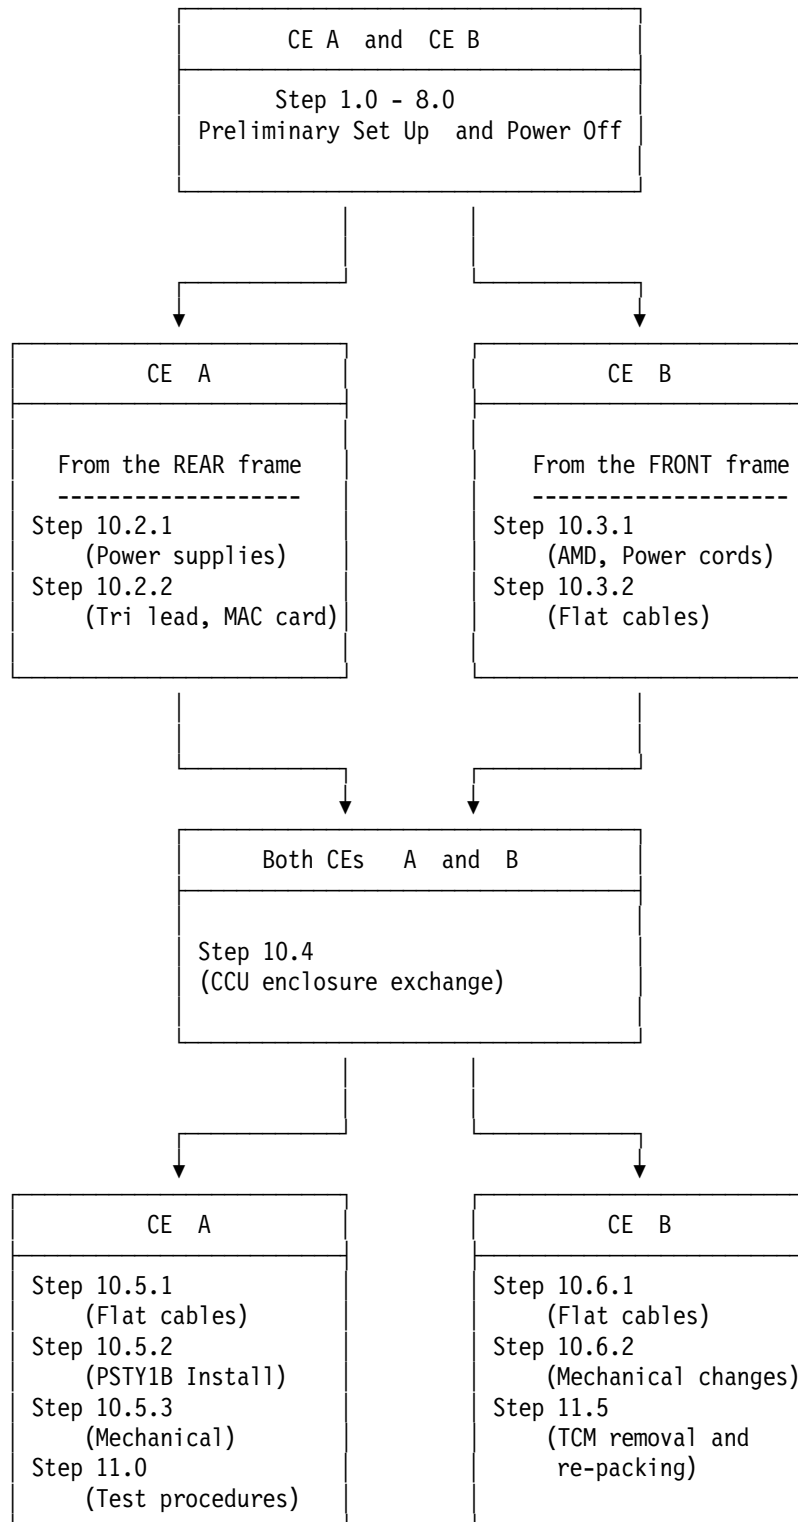 CE A and CE B
Step 1.0 - 8.0
Preliminary Set Up and Power Off
CE A
From the REAR frame
-------------------
Step 10.2.1
(Power supplies)
Step 10.2.2
(Tri lead, MAC card)
CE B
From the FRONT frame
--------------------
Step 10.3.1
(AMD, Power cords)
Step 10.3.2
(Flat cables)
Both CEs A and B
Step 10.4
(CCU enclosure exchange)
CE A
Step 10.5.1
(Flat cables)
Step 10.5.2
(PSTY1B Install)
Step 10.5.3
(Mechanical)
Step 11.0
(Test procedures)
CE B
Step 10.6.1
(Flat cables)
Step 10.6.2
(Mechanical changes)
Step 11.5
(TCM removal and
re-packing)